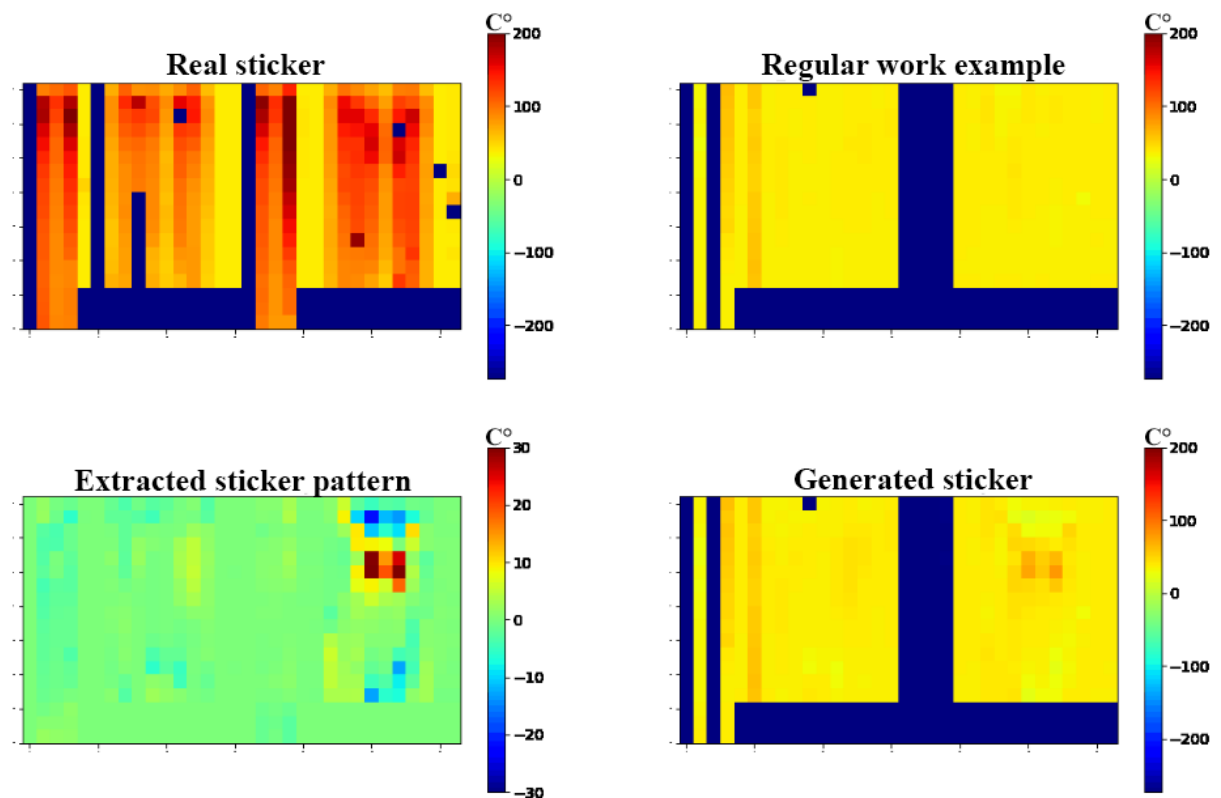 C°
200
Real sticker
100
0
−100
−200
C°
200
Regular work example
100
0
−100
−200
C°
30
Extracted sticker pattern
20
10
0
−10
−20
−30
C°
200
Generated sticker
100
0
−100
−200